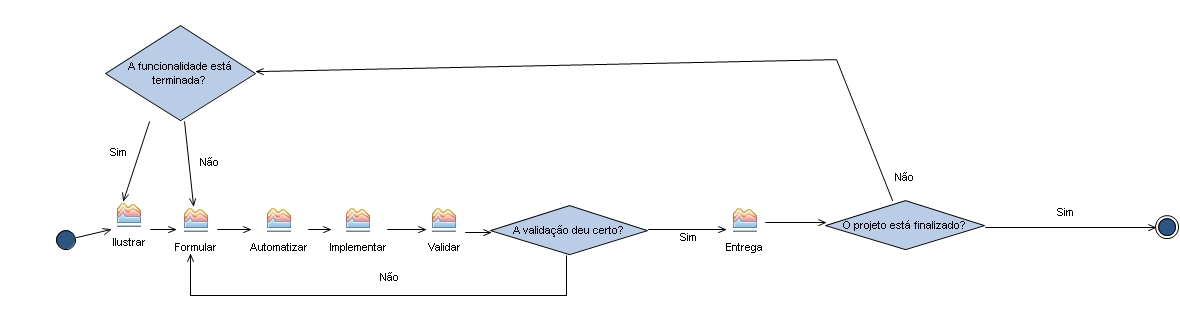 A funcionalidade está
terminada?
Sim
Não
Ilustrar
Formular
Automatizar
Implementar
Validar
A validação deu certo?
Não
Sim
Entrega
O projeto está finalizado?
Não
Sim